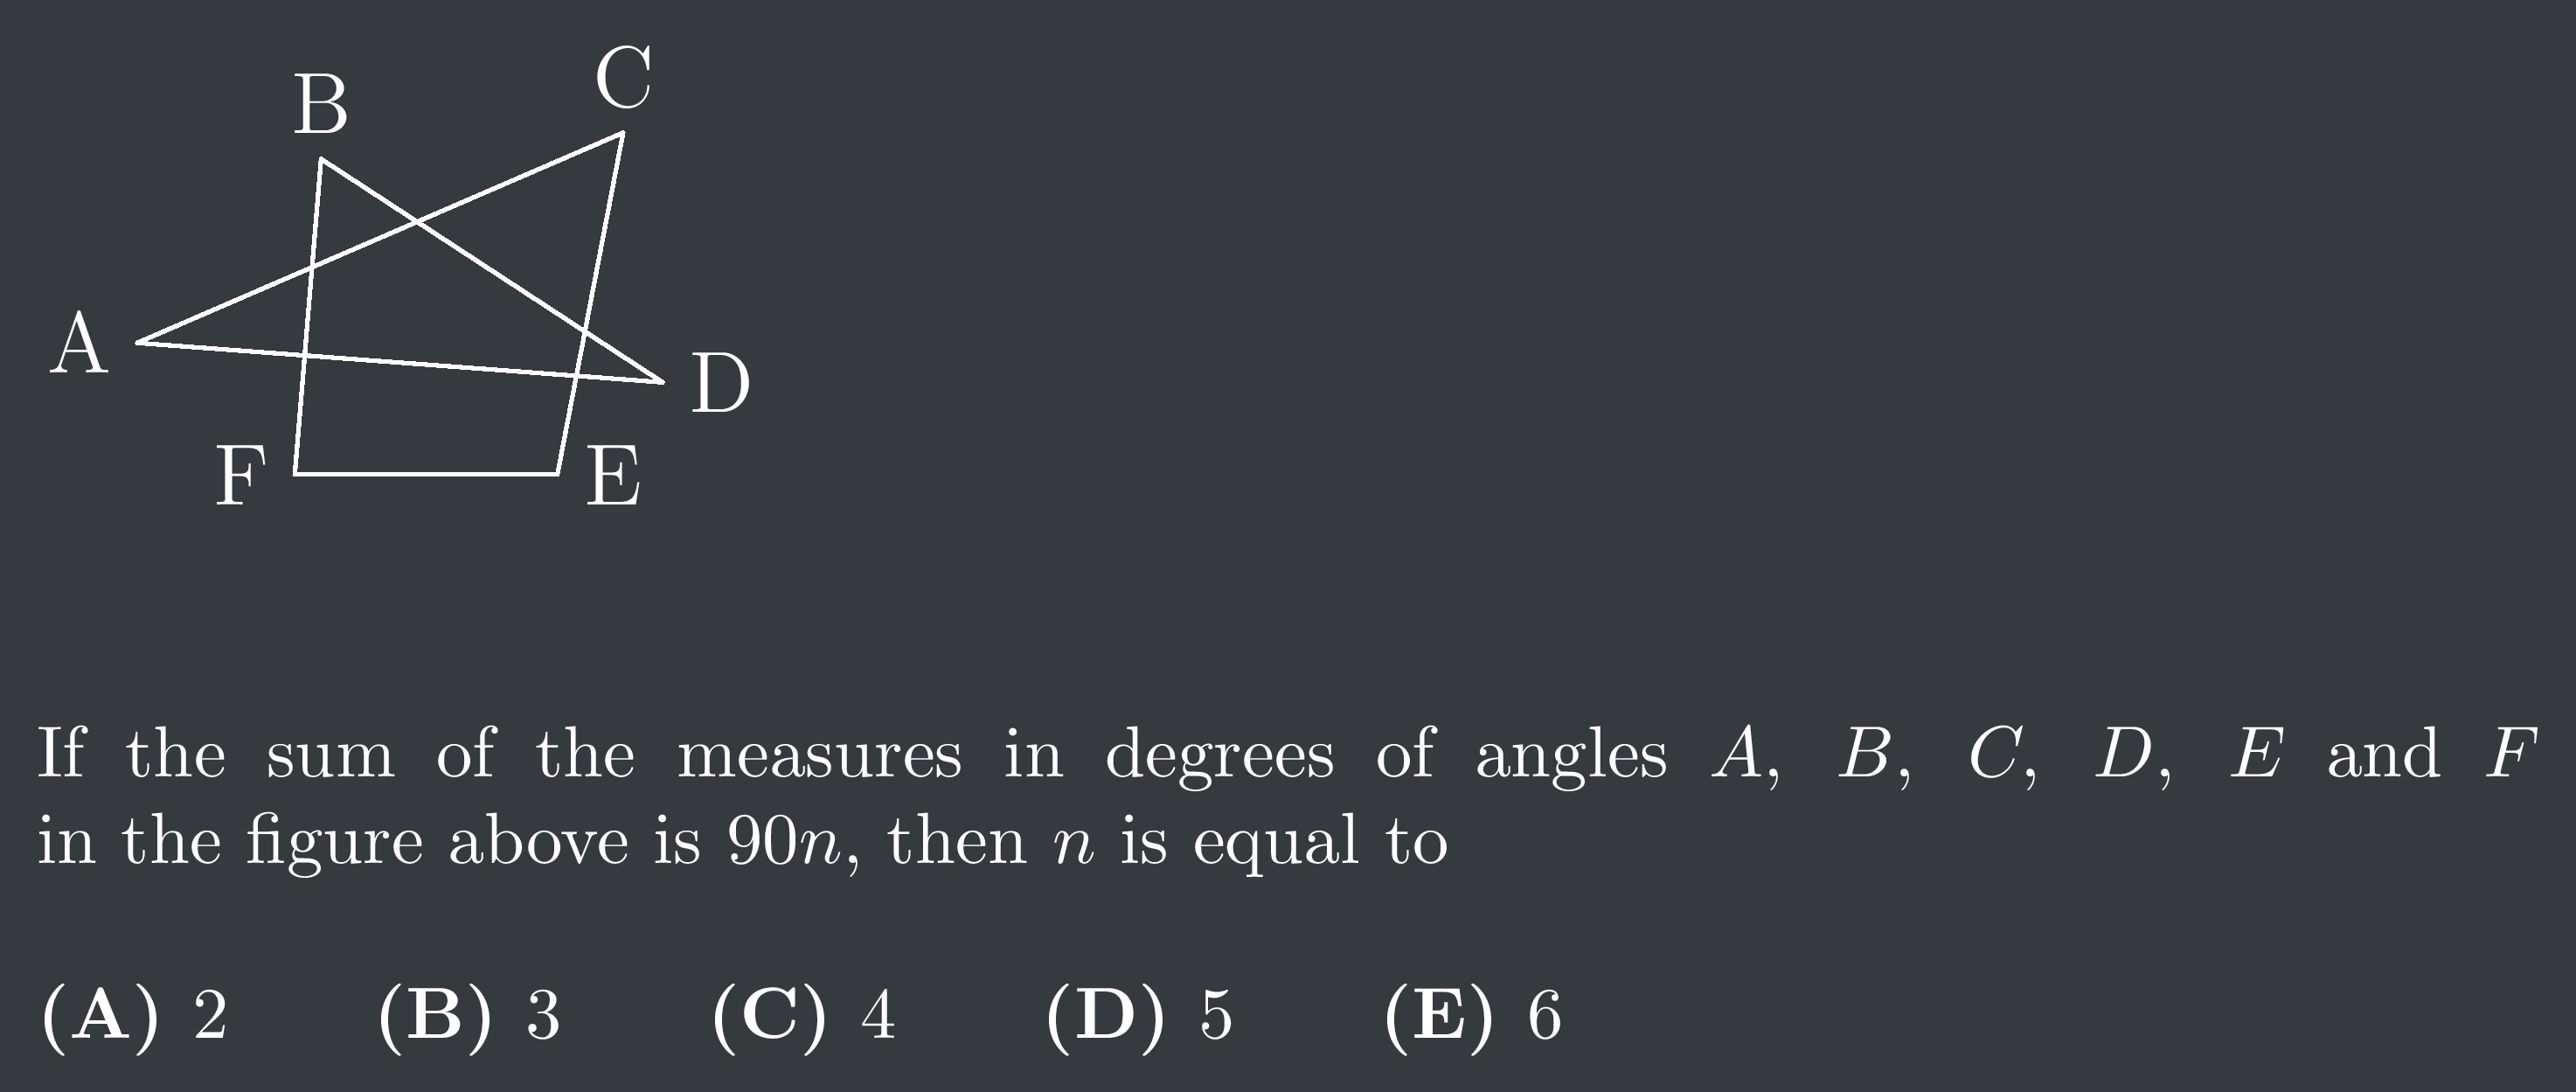 C
B
A
D
F
E
If the sum of the measures in degrees of angles A, B, C, D, E and F
in the figure above is 90n, then n is equal to
(A) 2 (B) 3 (C) 4 (D) 5 (E) 6